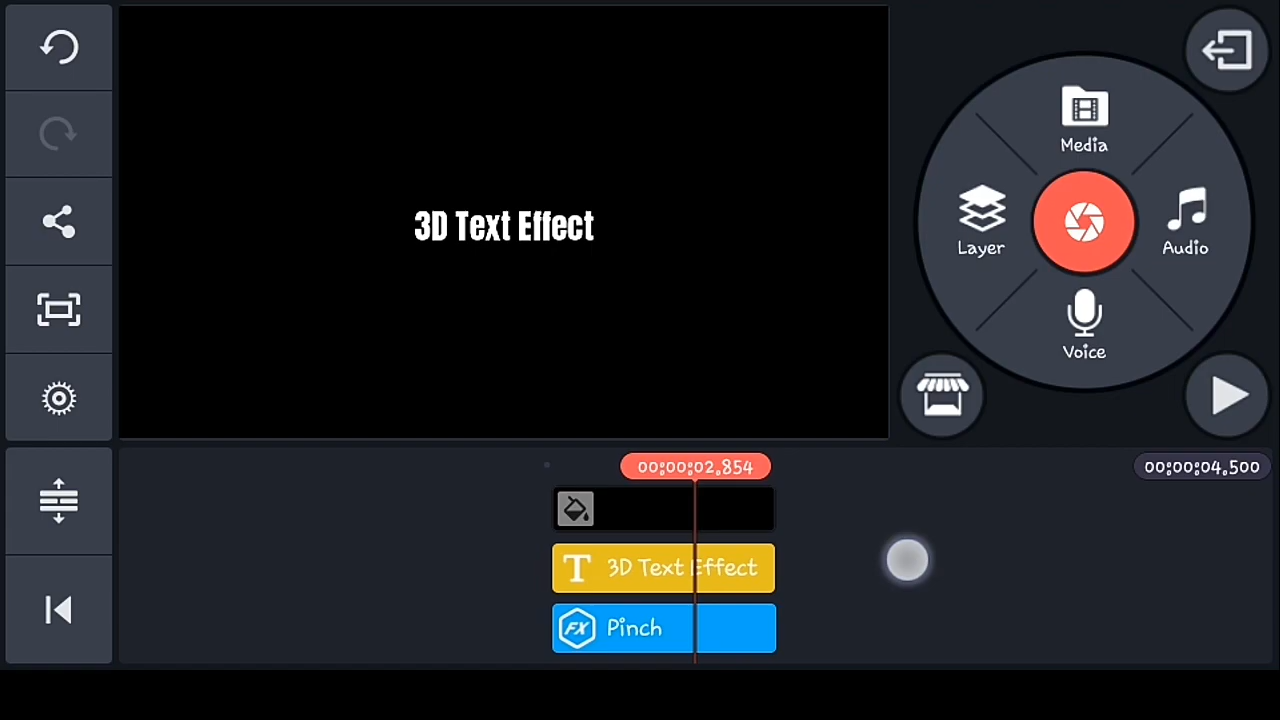 Media
3D Text Effect
Layer
Audio
Voice
00:00:02.854
00:00:04.500
T 3D Text Effect
FX Pinch